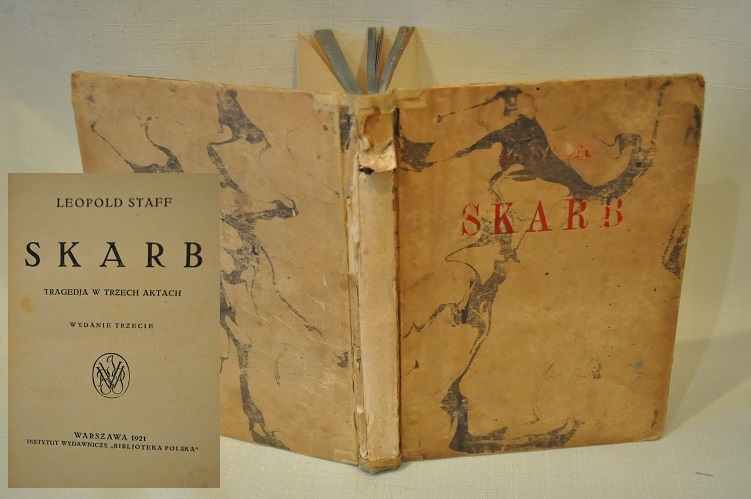 LEOPOLD STAFF
SKARB
TRAGEDJA W TRZECH AKTACH
WYDANIE TRZECIE
WARSZAWA 1921
INSTYTUT WYDAWNICZY „BIBLJOTEKA POLSKA"
SKARB